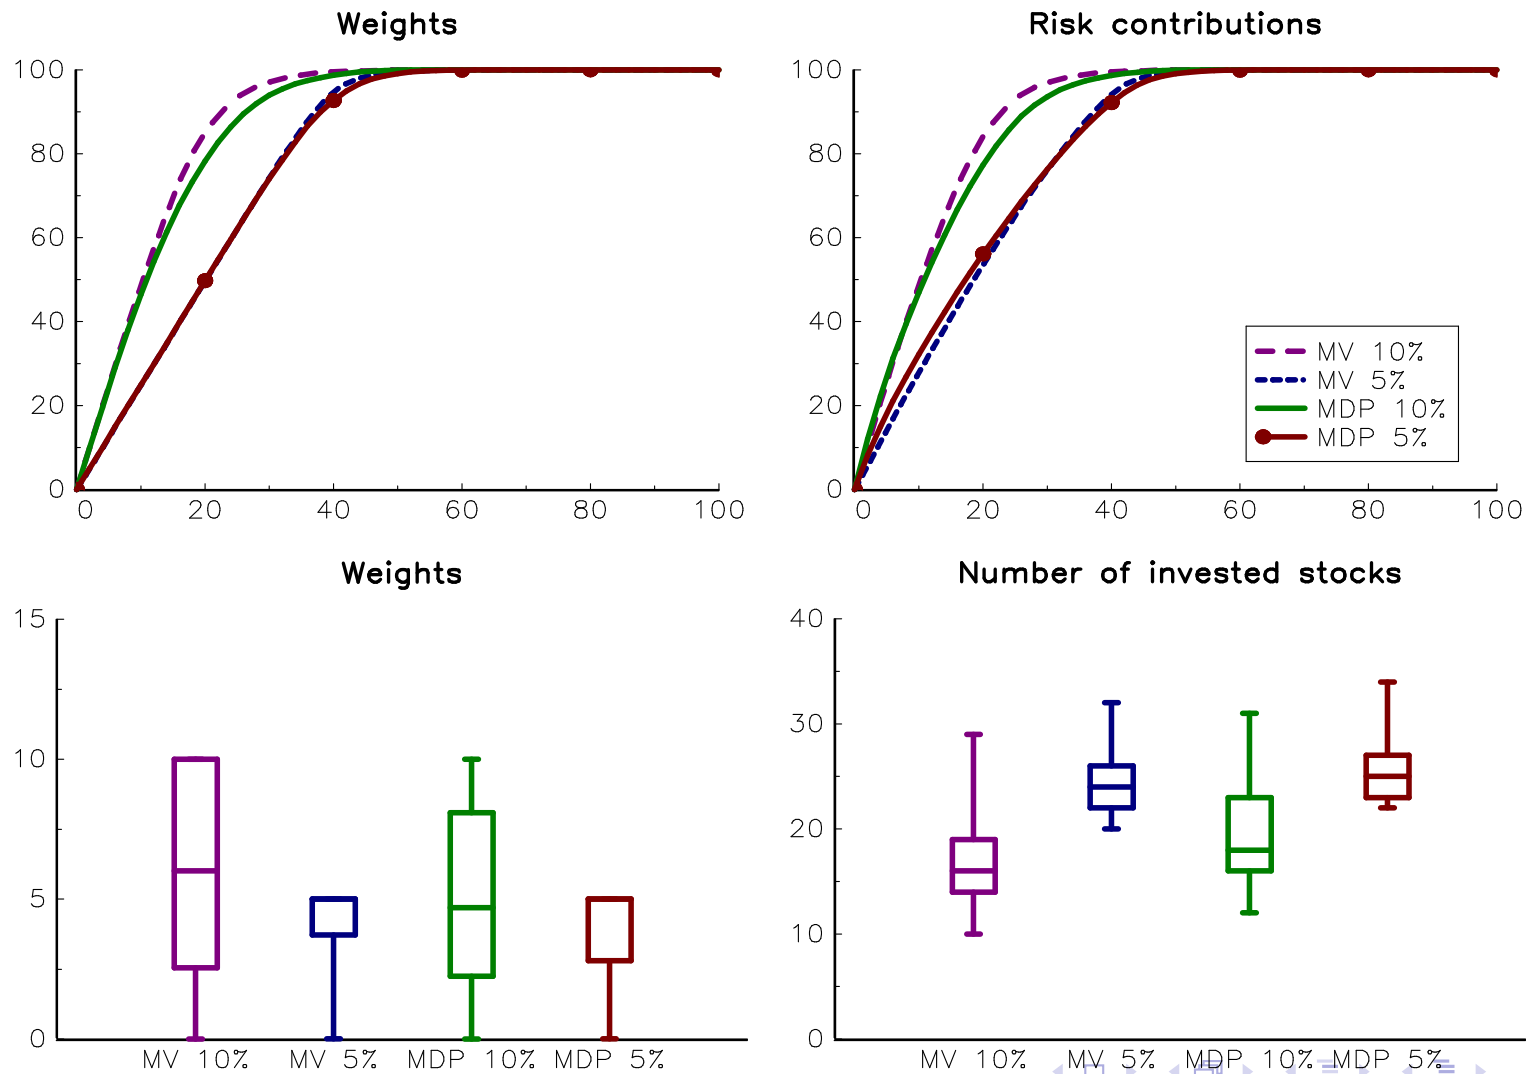 Weights
100
80
60
40
20
0
0 20 40 60 80 100
Risk contributions
100
80
60
40
20
0
0 20 40 60 80 100
MV 10%
MV 5%
MDP 10%
MDP 5%
Weights
15
10
5
0
MV 10% MV 5% MDP 10% MDP 5%
Number of invested stocks
40
30
20
10
0
MV 10% MV 5% MDP 10% MDP 5%